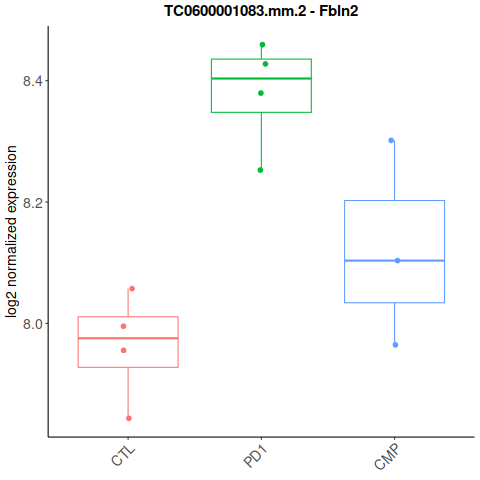 TC0600001083.mm.2 - Fbln2
log2 normalized expression
8.4
8.2
8.0
CTL
PD1
CMP